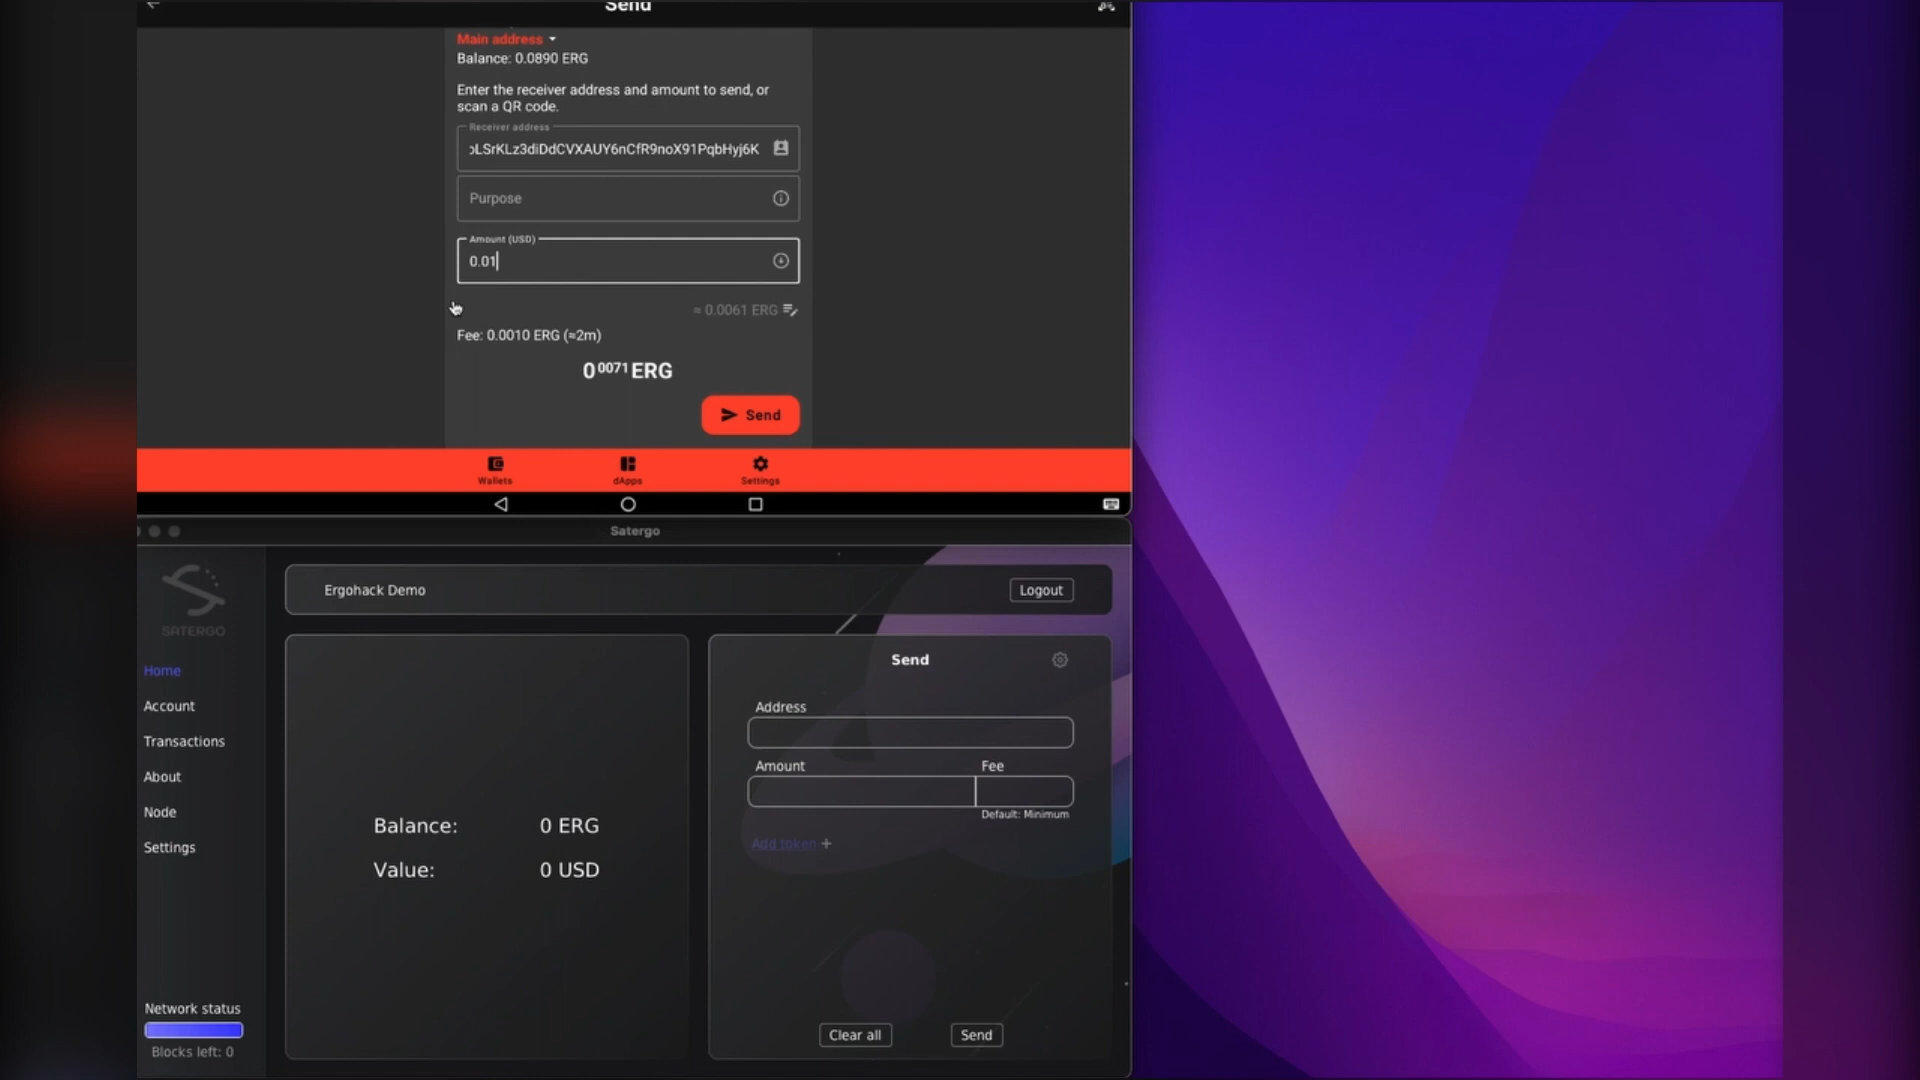 Send
Main address
Balance: 0.0890 ERG
Enter the receiver address and amount to send, or
scan a QR code.
Receiver address
LSrKLz3diDdCVXAUY6nCfR9noX91PqbHyj6K
Purpose
Amount (USD)
0.01
≈ 0.0061 ERG
Fee: 0.0010 ERG (≈2m)
0.0071 ERG
Send
Wallets
dApps
Settings
Satergo
SATERGO
Ergohack Demo
Logout
Home
Account
Transactions
About
Node
Settings
Network status
Blocks left: 0
Balance: 0 ERG
Value: 0 USD
Send
Address
Amount Fee
Default: Minimum
Add token +
Clear all
Send